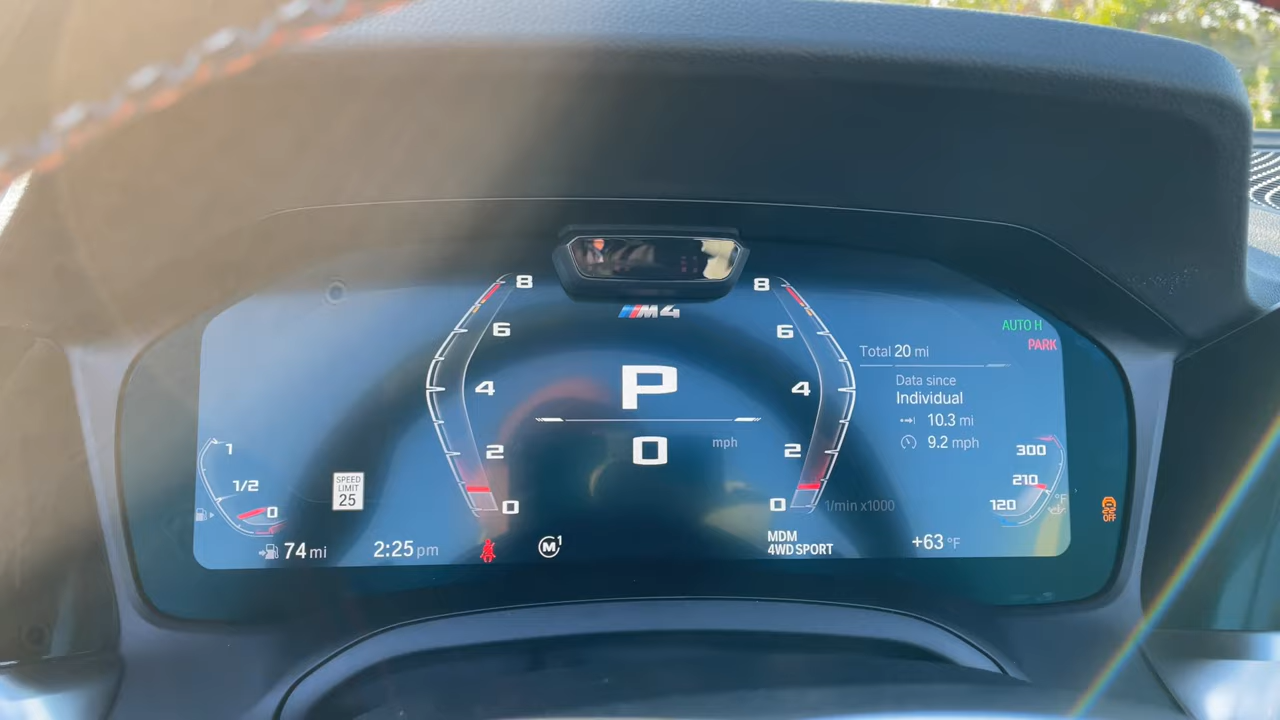 M4
8
8
6
6
4
4
2
2
0
0
P
0
mph
1/min x1000
AUTO H
PARK
Total 20 mi
Data since
Individual
10.3 mi
9.2 mph
1
1/2
0
SPEED
LIMIT
25
300
210
120
°F
OFF
74 mi
2:25 pm
M1
MDM
4WD SPORT
+63 °F